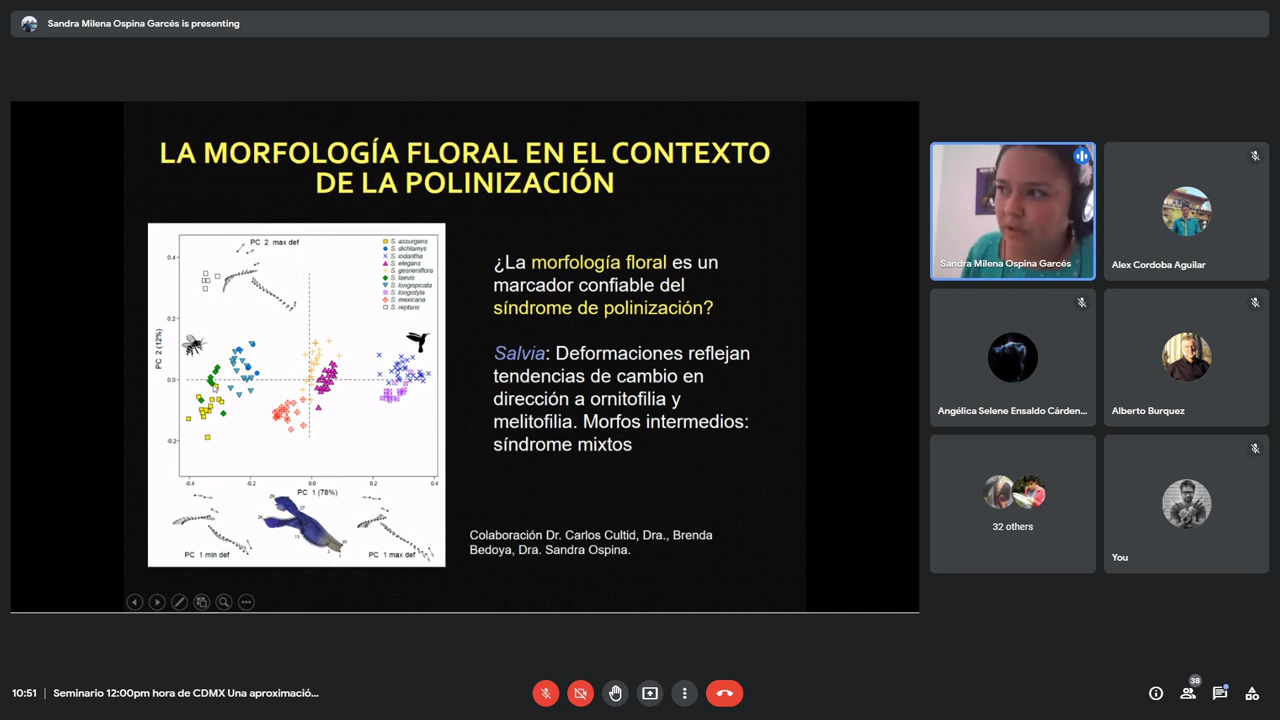 Sandra Milena Ospina Garcés is presenting
LA MORFOLOGÍA FLORAL EN EL CONTEXTO
DE LA POLINIZACIÓN
PC 2 max def
S. assurgens
S. dichlamys
S. iodantha
S. elegans
S. gesneriiflora
S. laevis
S. longispicata
S. longistyla
S. mexicana
S. reptans
PC 2 (12%)
0.4
0.2
0.0
-0.2
-0.4
-0.2
0.0
0.2
0.4
PC 1 (78%)
PC 1 min def
PC 1 max def
¿La morfología floral es un
marcador confiable del
síndrome de polinización?
Salvia: Deformaciones reflejan
tendencias de cambio en
dirección a ornitofilia y
melitofilia. Morfos intermedios:
síndrome mixtos
Colaboración Dr. Carlos Cultid, Dra., Brenda
Bedoya, Dra. Sandra Ospina.
Sandra Milena Ospina Garcés
Alex Cordoba Aguilar
Angélica Selene Ensaldo Cárden...
Alberto Burquez
32 others
You
10:51 | Seminario 12:00pm hora de CDMX Una aproximació...
38